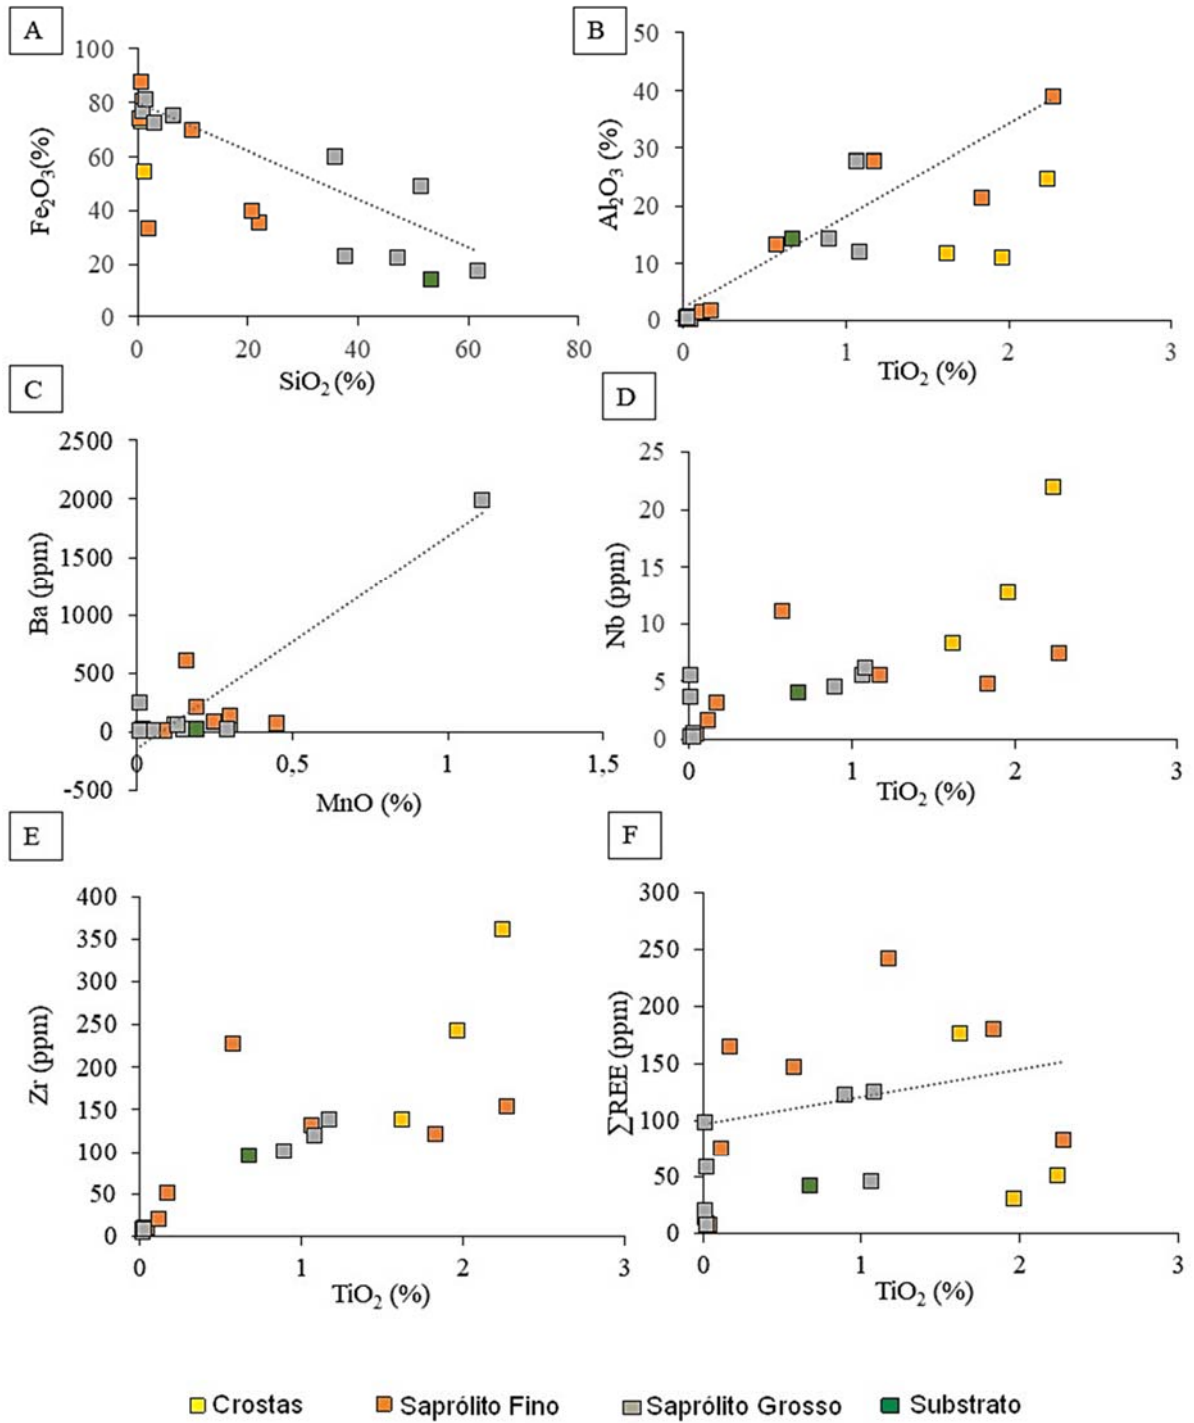 A
100
80
60
40
20
0
Fe₂O₃(%)
0 20 40 60 80
SiO₂ (%)
B
50
40
30
20
10
0
Al₂O₃ (%)
0 1 2 3
TiO₂ (%)
C
2500
2000
1500
1000
500
0
-500
Ba (ppm)
0 0,5 1 1,5
MnO (%)
D
25
20
15
10
5
0
Nb (ppm)
0 1 2 3
TiO₂ (%)
E
400
350
300
250
200
150
100
50
0
Zr (ppm)
0 1 2 3
TiO₂ (%)
F
300
250
200
150
100
50
0
∑REE (ppm)
0 1 2 3
TiO₂ (%)
Crostas Saprólito Fino Saprólito Grosso Substrato